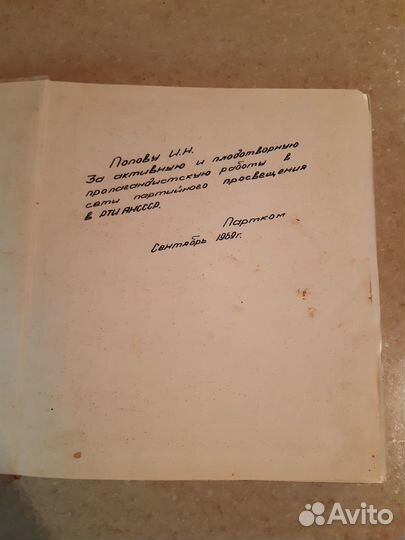 Попову И.Н.
За активную и плодотворную
пропагандистскую работу в
сети партийного просвещения
в РТИ АНСССР.
Партком
Сентябрь 1969г.
Avito